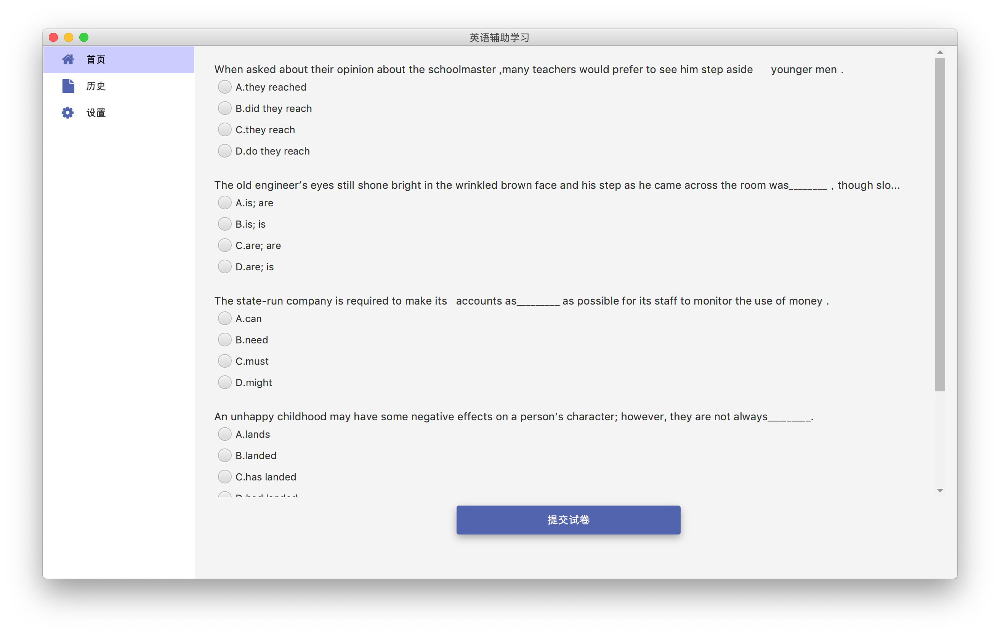 英语辅助学习
首页
历史
设置
When asked about their opinion about the schoolmaster ,many teachers would prefer to see him step aside      younger men .
A.they reached
B.did they reach
C.they reach
D.do they reach
The old engineer’s eyes still shone bright in the wrinkled brown face and his step as he came across the room was________ , though slo...
A.is; are
B.is; is
C.are; are
D.are; is
The state-run company is required to make its   accounts as_________ as possible for its staff to monitor the use of money .
A.can
B.need
C.must
D.might
An unhappy childhood may have some negative effects on a person’s character; however, they are not always_________.
A.lands
B.landed
C.has landed
D.had landed
提交试卷